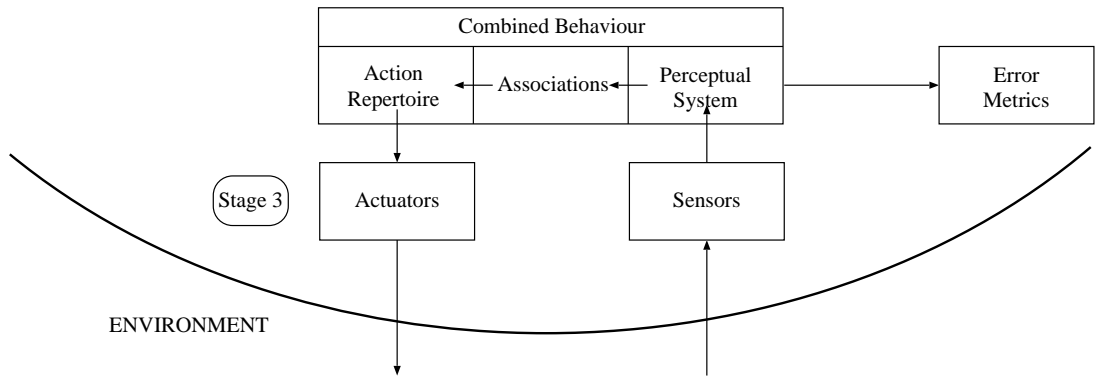 Combined Behaviour
Action
Repertoire
Associations
Perceptual
System
Error
Metrics
Stage 3
Actuators
Sensors
ENVIRONMENT